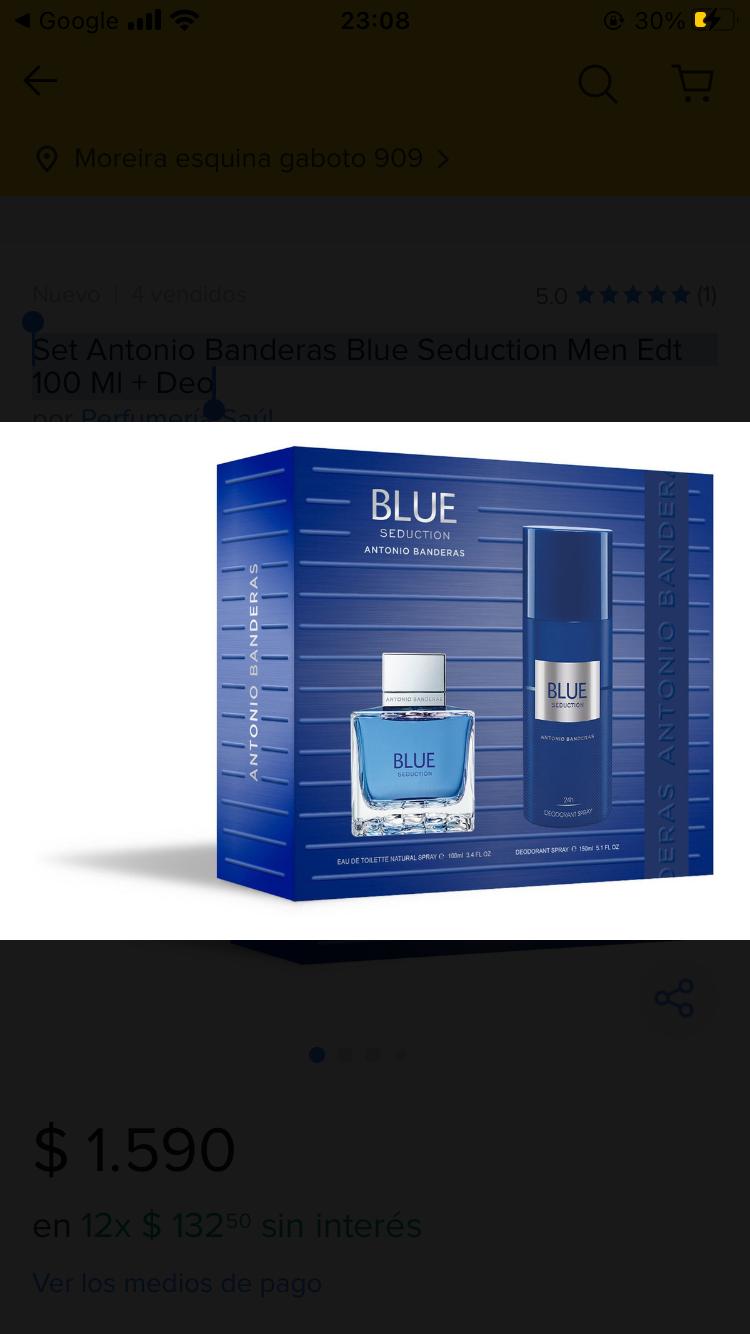 Google
23:08
30%
Moreira esquina gaboto 909
Nuevo | 4 vendidos
5.0 (1)
Set Antonio Banderas Blue Seduction Men Edt
100 Ml + Deo
por Perfumería Saúl
BLUE
SEDUCTION
ANTONIO BANDERAS
ANTONIO BANDERAS
ANTONIO BANDERAS
BLUE
SEDUCTION
BLUE
SEDUCTION
ANTONIO BANDERAS
24h
DEODORANT SPRAY
EAU DE TOILETTE NATURAL SPRAY ℮ 100ml 3.4 FL OZ
DEODORANT SPRAY ℮ 150ml 5.1 FL OZ
DERAS ANTONIO BANDERA
$ 1.590
en 12x $ 132⁵⁰ sin interés
Ver los medios de pago